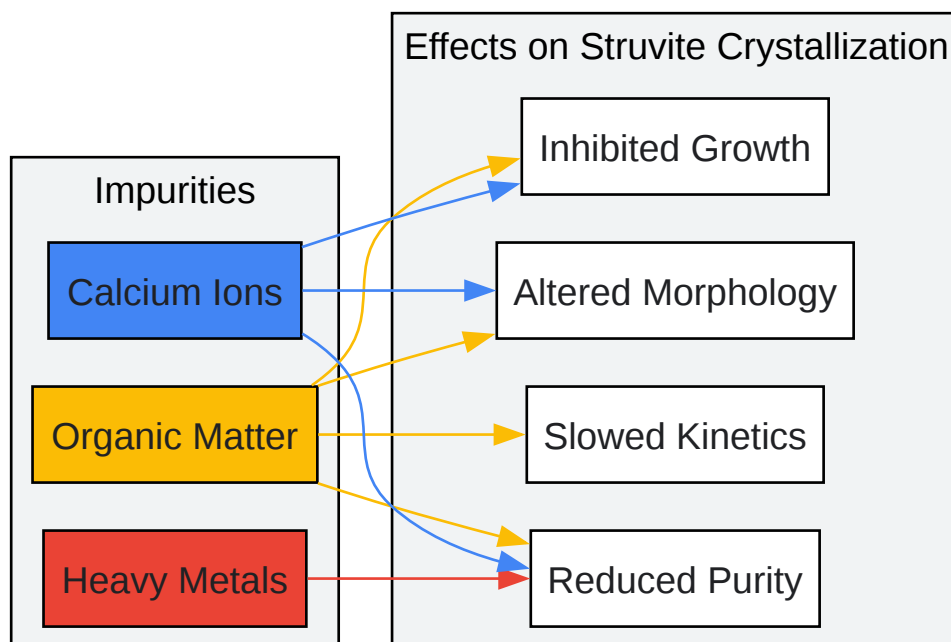 Effects on Struvite Crystallization
Inhibited Growth
Altered Morphology
Slowed Kinetics
Reduced Purity
Impurities
Calcium Ions
Organic Matter
Heavy Metals